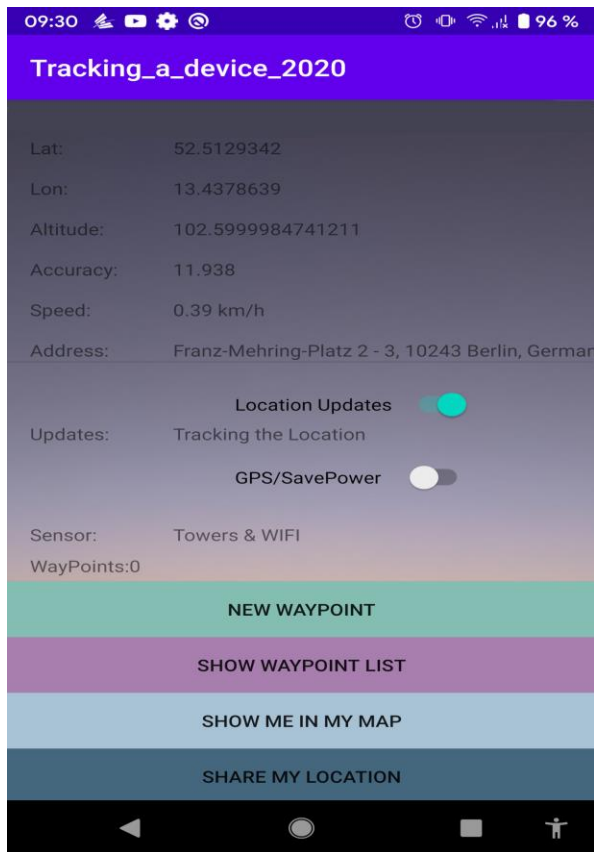 09:30 96 %
Tracking_a_device_2020
Lat: 52.5129342
Lon: 13.4378639
Altitude: 102.5999984741211
Accuracy: 11.938
Speed: 0.39 km/h
Address: Franz-Mehring-Platz 2 - 3, 10243 Berlin, German
Location Updates
Updates: Tracking the Location
GPS/SavePower
Sensor: Towers & WIFI
WayPoints:0
NEW WAYPOINT
SHOW WAYPOINT LIST
SHOW ME IN MY MAP
SHARE MY LOCATION